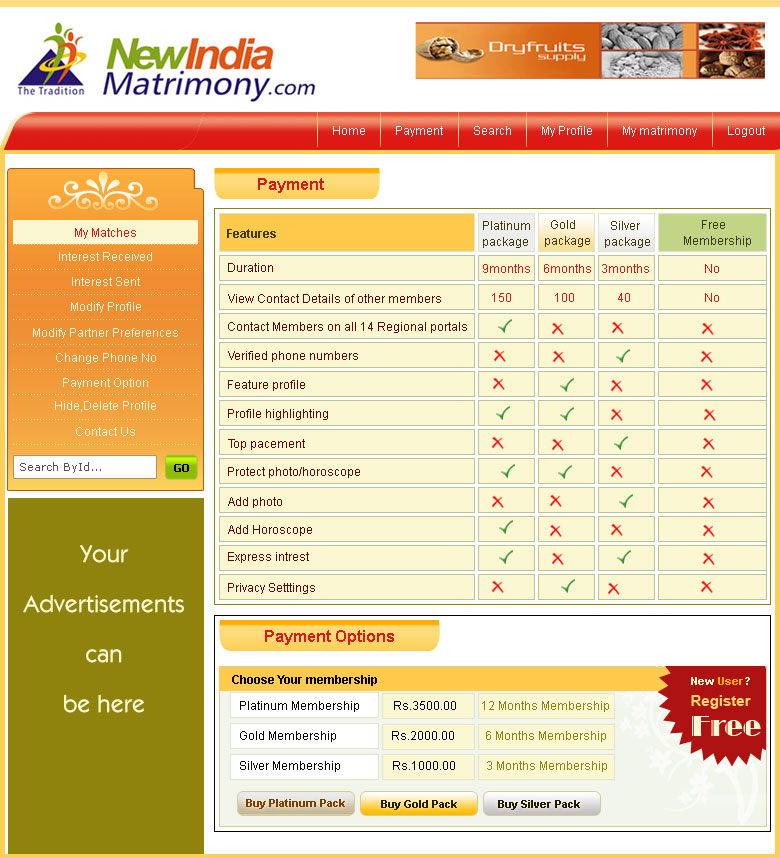 NewIndia
Matrimony.com
The Tradition
Dryfruits
supply
Home Payment Search My Profile My matrimony Logout
My Matches
Interest Received
Interest Sent
Modify Profile
Modify Partner Preferences
Change Phone No
Payment Option
Hide,Delete Profile
Contact Us
Search ById... GO
Your
Advertisements
can
be here
Payment
Features Platinum package Gold package Silver package Free Membership
Duration 9months 6months 3months No
View Contact Details of other members 150 100 40 No
Contact Members on all 14 Regional portals
Verified phone numbers
Feature profile
Profile highlighting
Top pacement
Protect photo/horoscope
Add photo
Add Horoscope
Express intrest
Privacy Setttings
Payment Options
Choose Your membership
Platinum Membership Rs.3500.00 12 Months Membership
Gold Membership Rs.2000.00 6 Months Membership
Silver Membership Rs.1000.00 3 Months Membership
Buy Platinum Pack Buy Gold Pack Buy Silver Pack
New User?
Register
Free